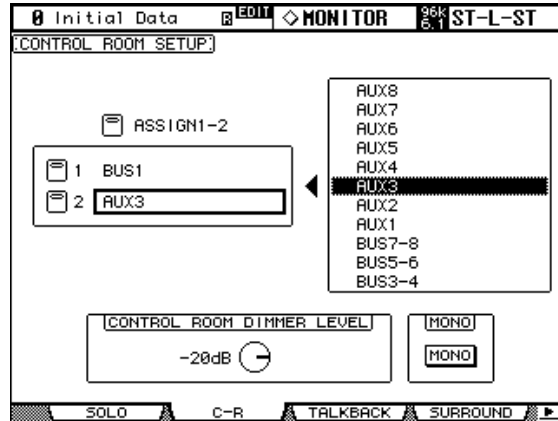 0 Initial Data R EDIT ◇MONITOR 96k 6.1 ST-L-ST
CONTROL ROOM SETUP
ASSIGN1-2
1 BUS1
2 AUX3
AUX8
AUX7
AUX6
AUX5
AUX4
AUX3
AUX2
AUX1
BUS7-8
BUS5-6
BUS3-4
CONTROL ROOM DIMMER LEVEL
-20dB
MONO
MONO
SOLO C-R TALKBACK SURROUND